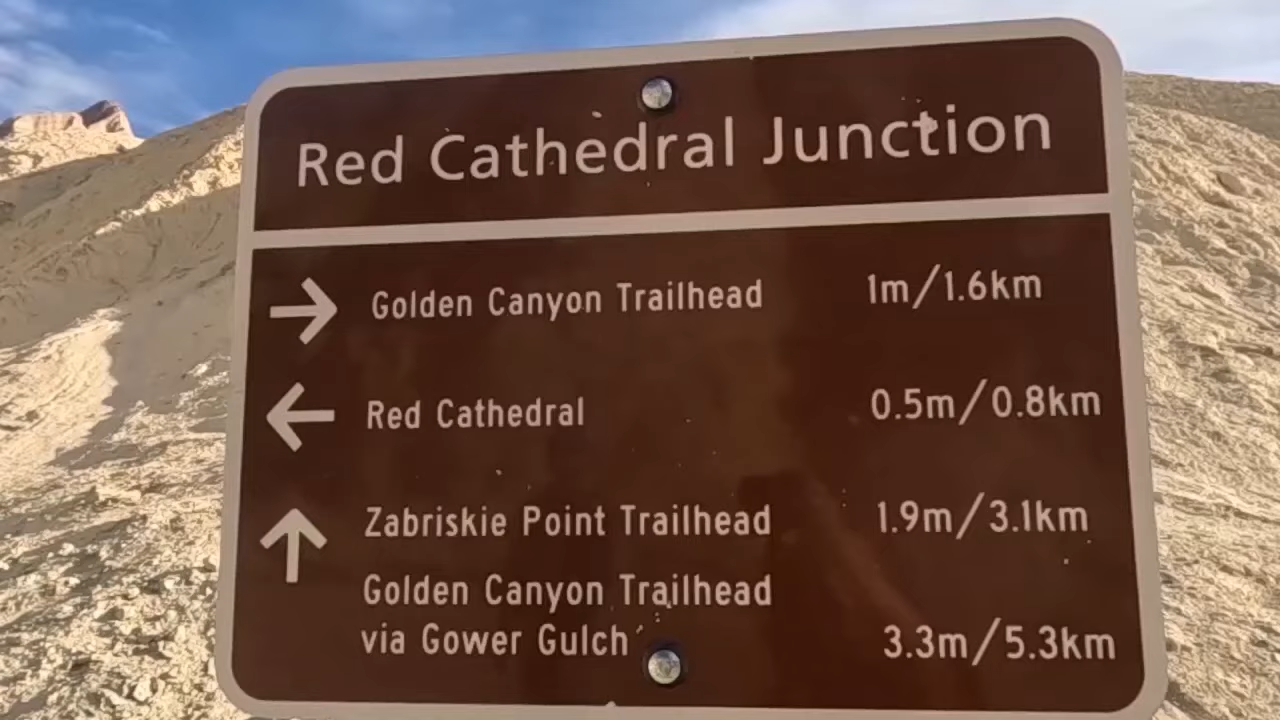 Red Cathedral Junction
→ Golden Canyon Trailhead 1m/1.6km
← Red Cathedral 0.5m/0.8km
↑ Zabriskie Point Trailhead 1.9m/3.1km
Golden Canyon Trailhead
via Gower Gulch 3.3m/5.3km